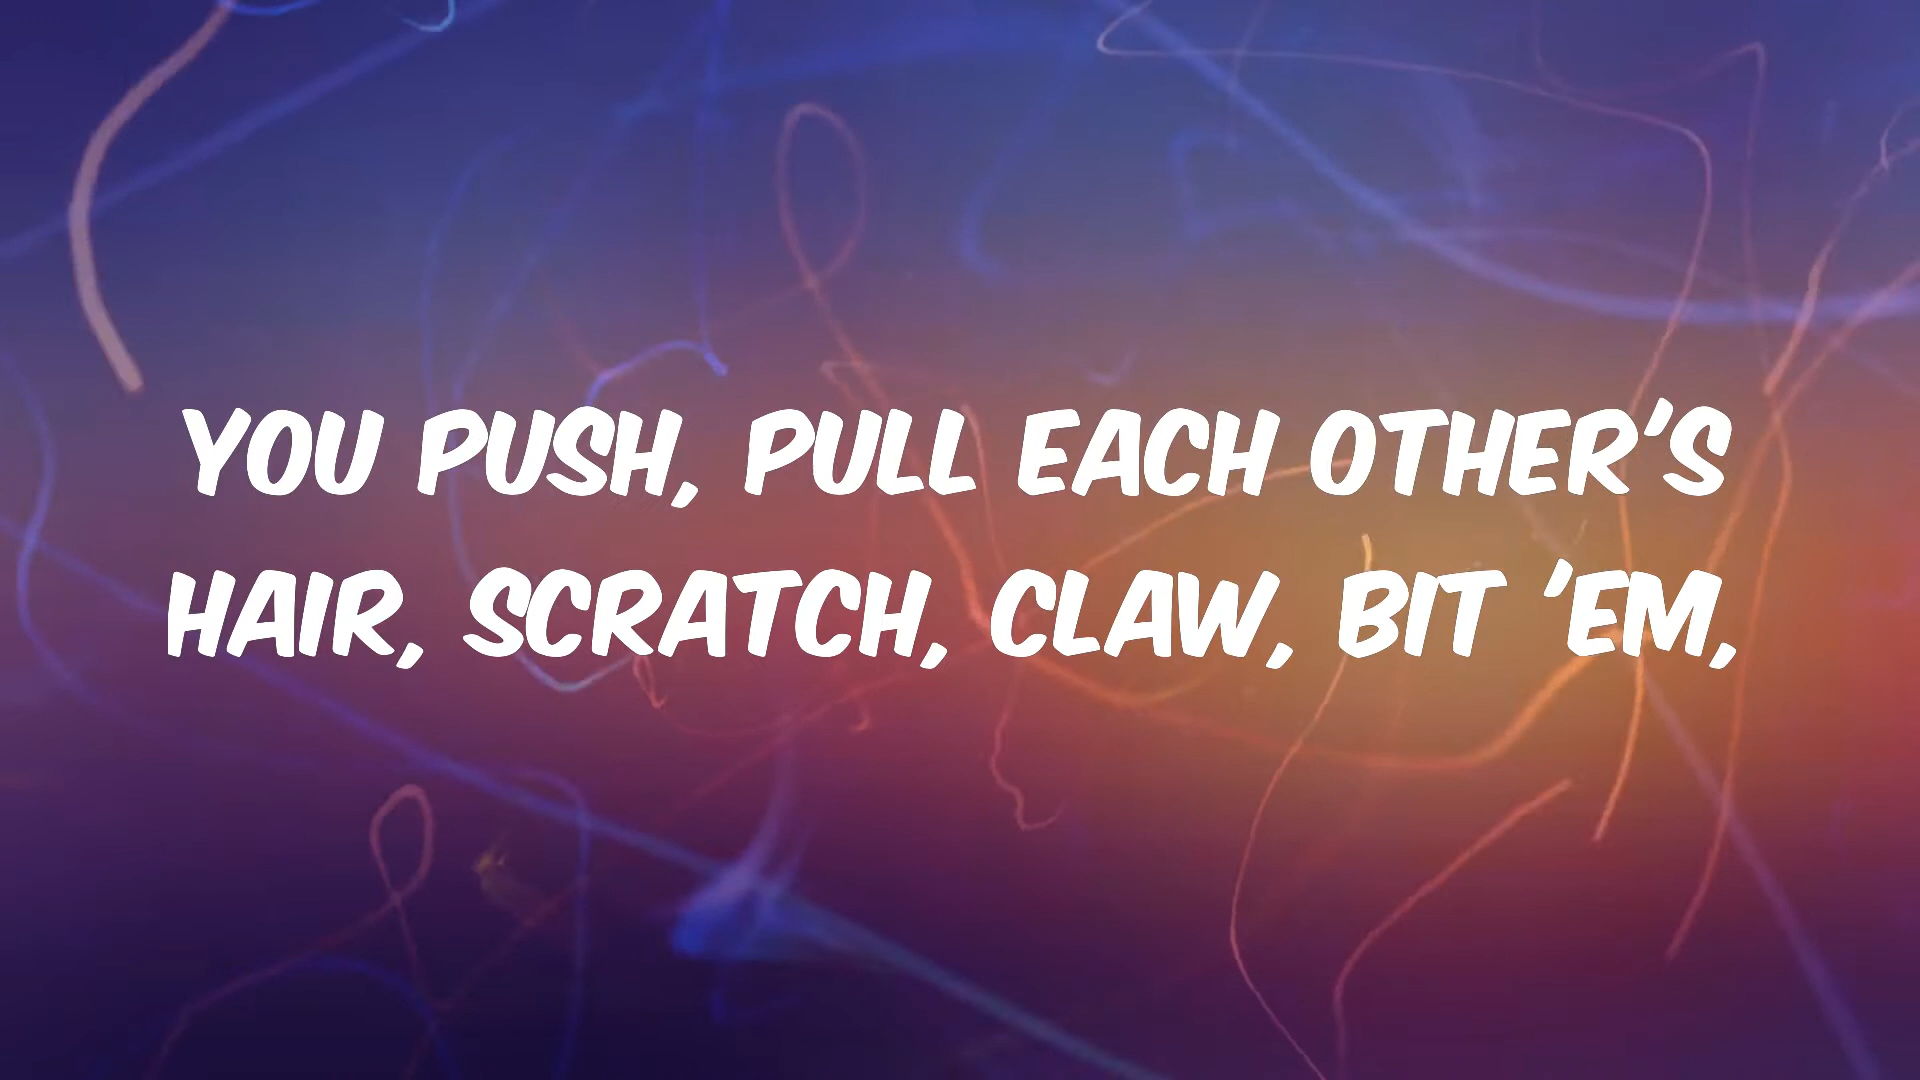 YOU PUSH, PULL EACH OTHER'S
HAIR, SCRATCH, CLAW, BIT 'EM,